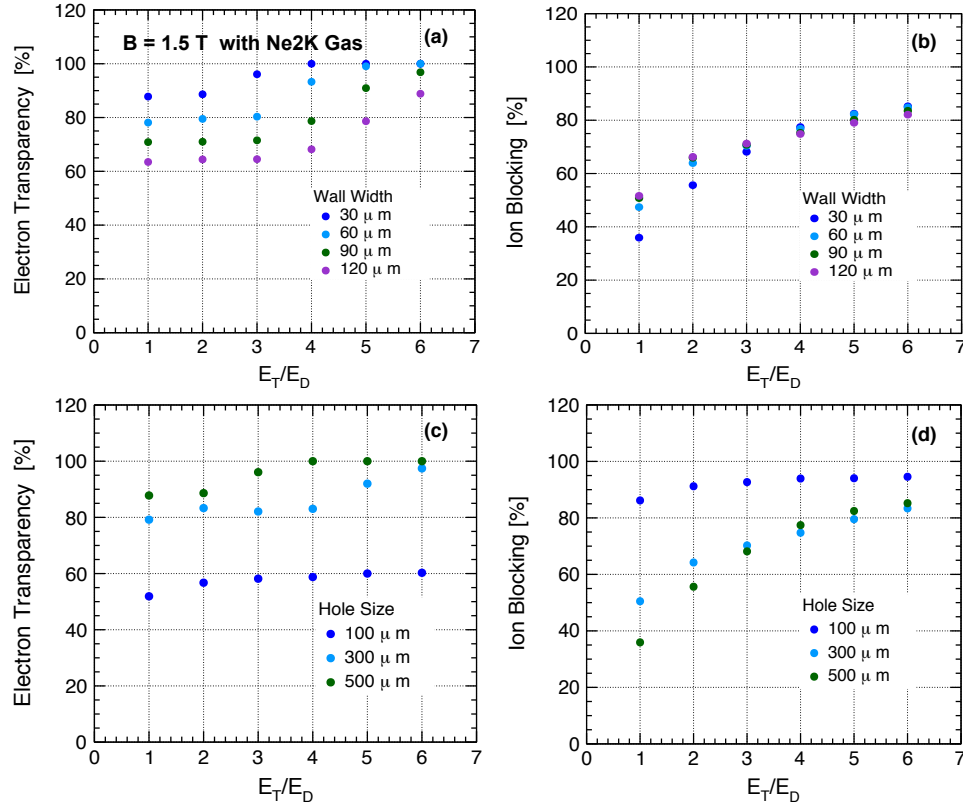 B = 1.5 T with Ne2K Gas
(a)
Electron Transparency [%]
120
100
80
60
40
20
0
Wall Width
30 μ m
60 μ m
90 μ m
120 μ m
0 1 2 3 4 5 6 7
E_T/E_D
(b)
Ion Blocking [%]
120
100
80
60
40
20
0
Wall Width
30 μ m
60 μ m
90 μ m
120 μ m
0 1 2 3 4 5 6 7
E_T/E_D
(c)
Electron Transparency [%]
120
100
80
60
40
20
0
Hole Size
100 μ m
300 μ m
500 μ m
0 1 2 3 4 5 6 7
E_T/E_D
(d)
Ion Blocking [%]
120
100
80
60
40
20
0
Hole Size
100 μ m
300 μ m
500 μ m
0 1 2 3 4 5 6 7
E_T/E_D